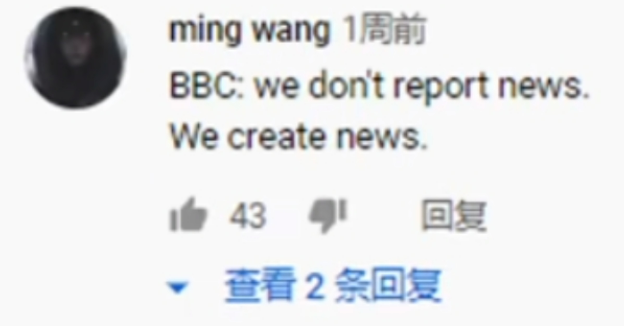 ming wang 1周前
BBC: we don't report news.
We create news.
43 回复
查看 2 条回复